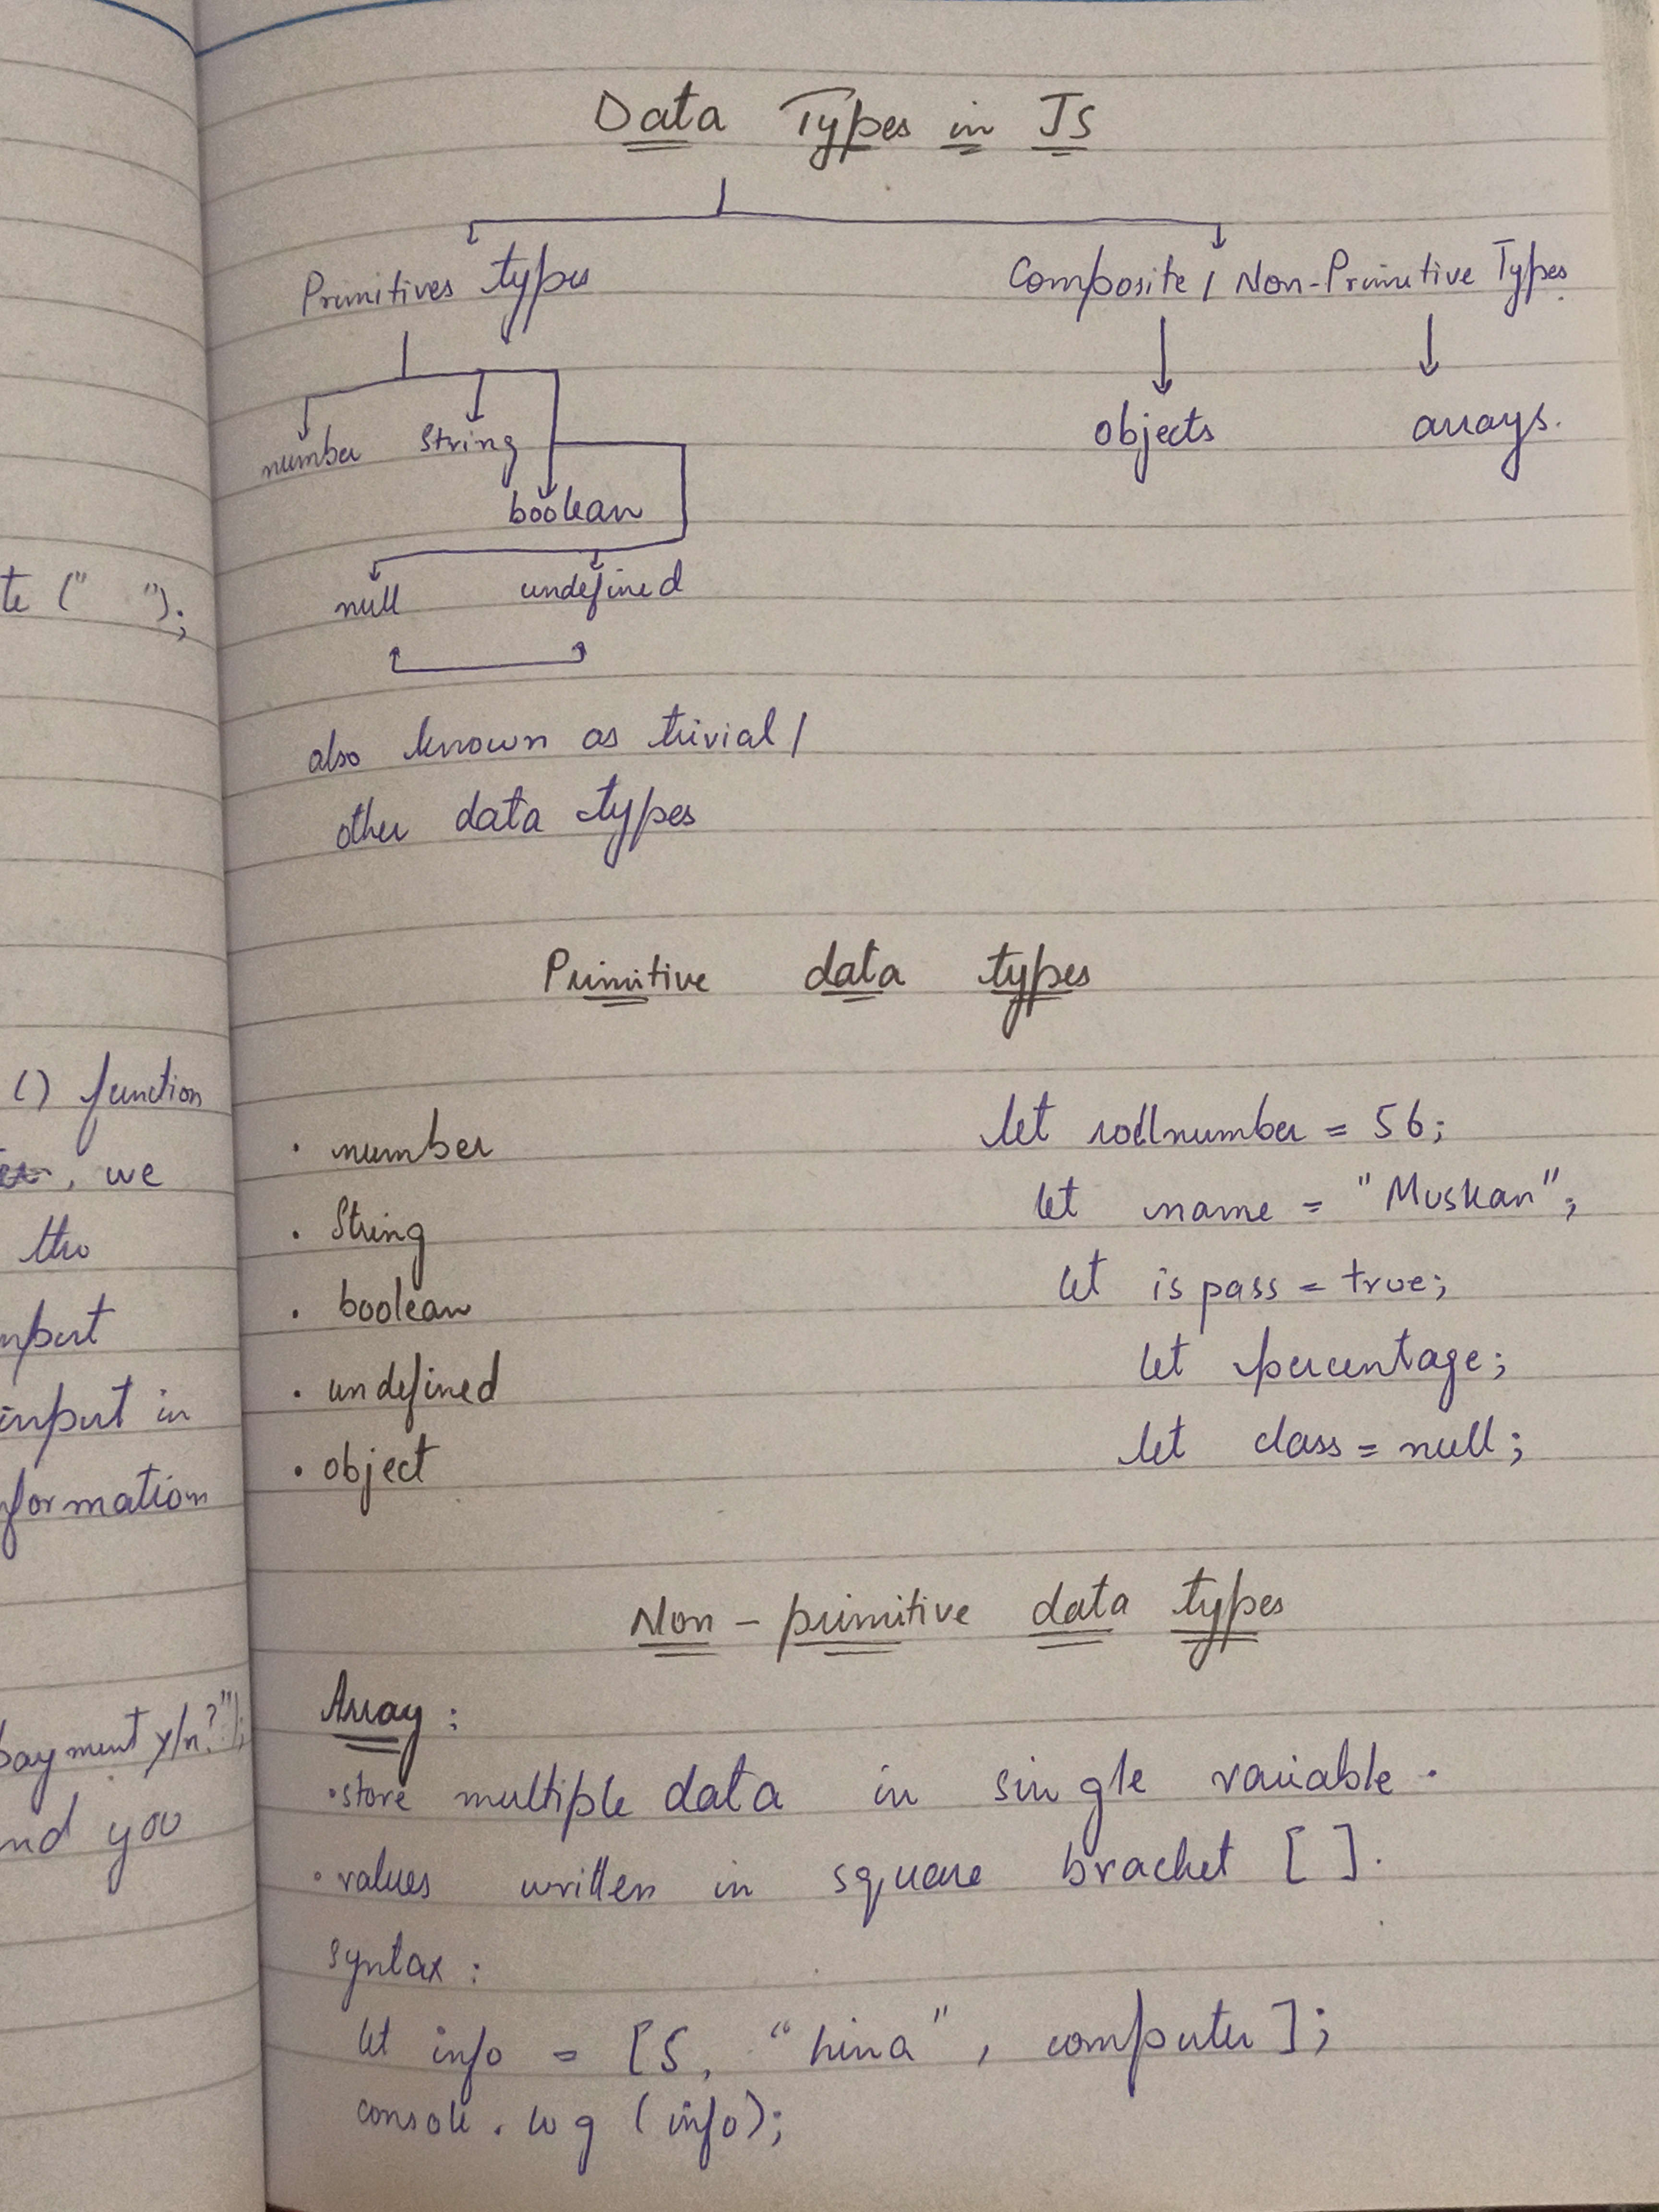 te (" ");
() function
, we
the
input in
formation
payment y/n?");
nd you
Data Types in JS
Primitives types
Composite / Non-Primitive Types
number String
objects arrays.
boolean
null undefined
also known as trivial /
other data types
Primitive data types
· number let rollnumber = 56;
· String let name = "Muskan";
· boolean let is pass = true;
· undefined let percentage;
· object let class = null;
Non - primitive data types
Array :
· store multiple data in single variable .
· values written in square bracket [ ].
syntax :
let info = [5, "hina", computer];
console.log (info);